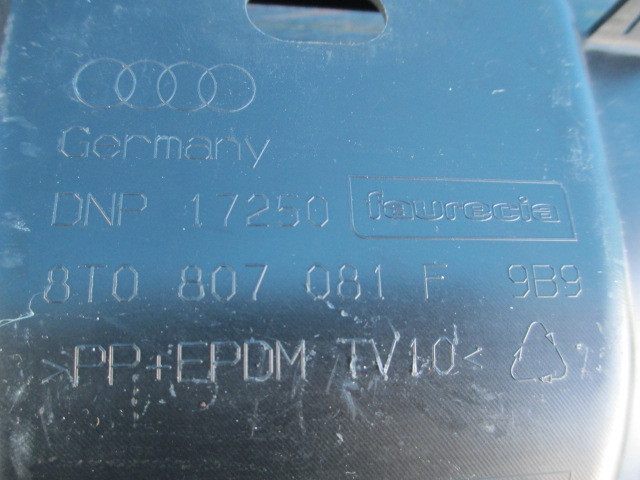 Germany
DNP 17250 faurecia
8T0 807 081 F 9B9
>PP+EPDM TV10<